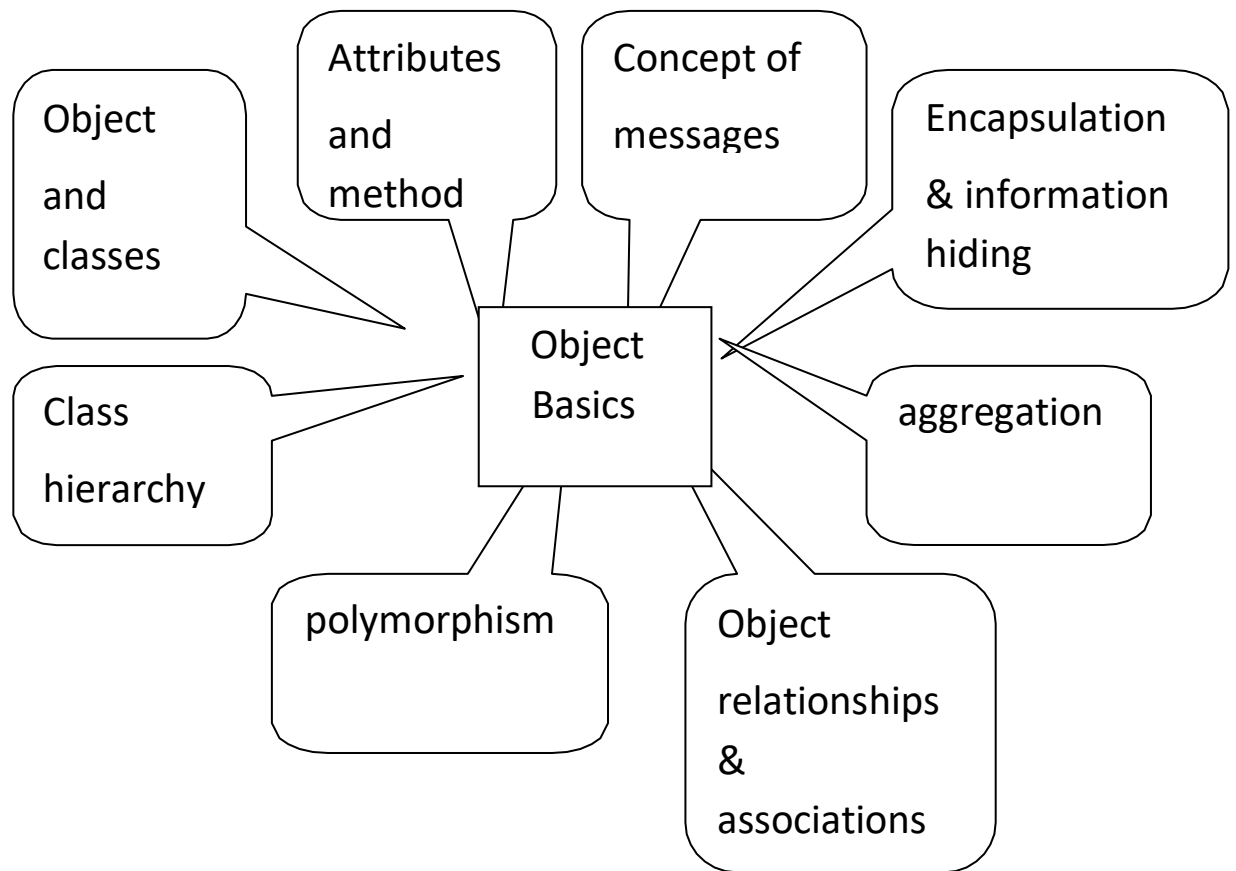 Object
and
classes
Attributes
and
method
Concept of
messages
Encapsulation
& information
hiding
Object
Basics
Class
hierarchy
aggregation
polymorphism
Object
relationships
&
associations